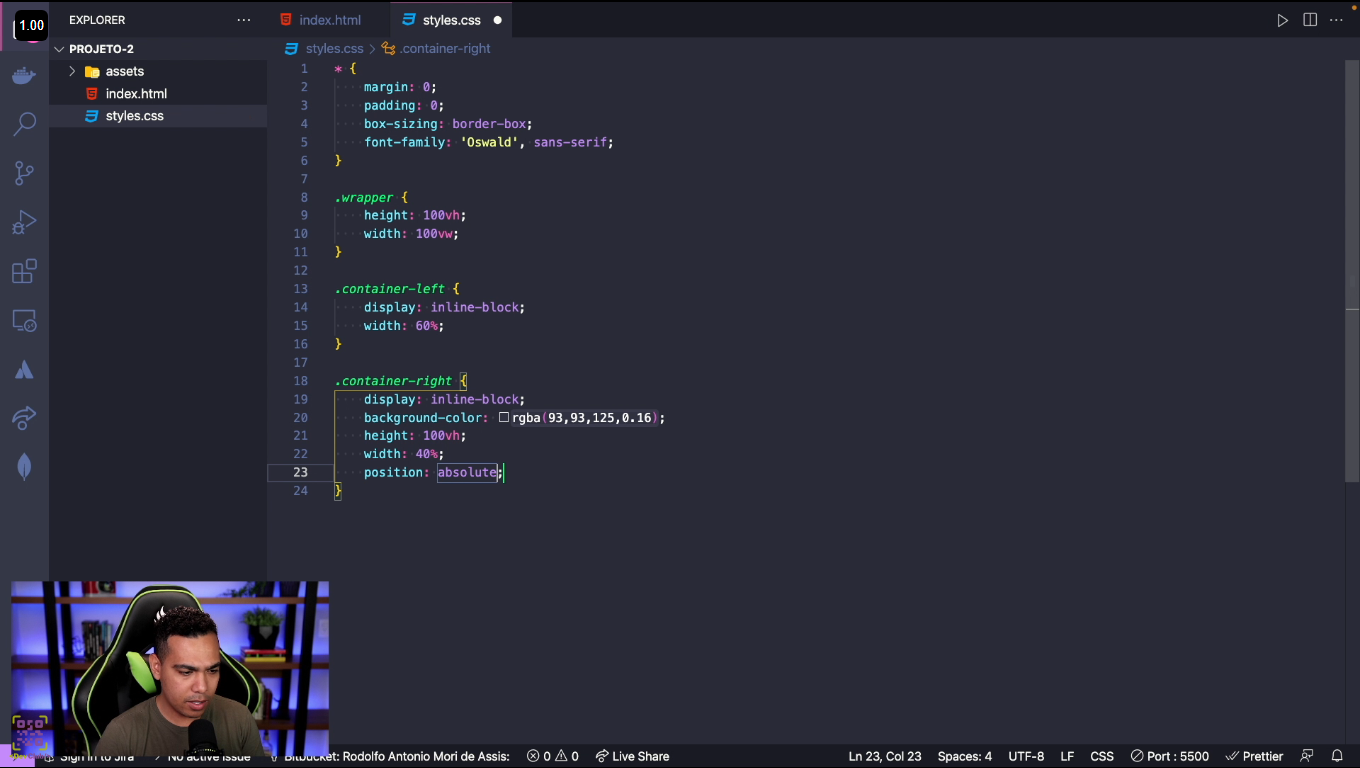 1.00
EXPLORER
···
index.html
styles.css
PROJETO-2
assets
index.html
styles.css
styles.css > .container-right
1 * {
2 margin: 0;
3 padding: 0;
4 box-sizing: border-box;
5 font-family: 'Oswald', sans-serif;
6 }
7
8 .wrapper {
9 height: 100vh;
10 width: 100vw;
11 }
12
13 .container-left {
14 display: inline-block;
15 width: 60%;
16 }
17
18 .container-right {
19 display: inline-block;
20 background-color: rgba(93,93,125,0.16);
21 height: 100vh;
22 width: 40%;
23 position: absolute;
24 }
Sign in to Jira
No active issue
Bitbucket: Rodolfo Antonio Mori de Assis:
0
0
Live Share
Ln 23, Col 23
Spaces: 4
UTF-8
LF
CSS
Port : 5500
Prettier